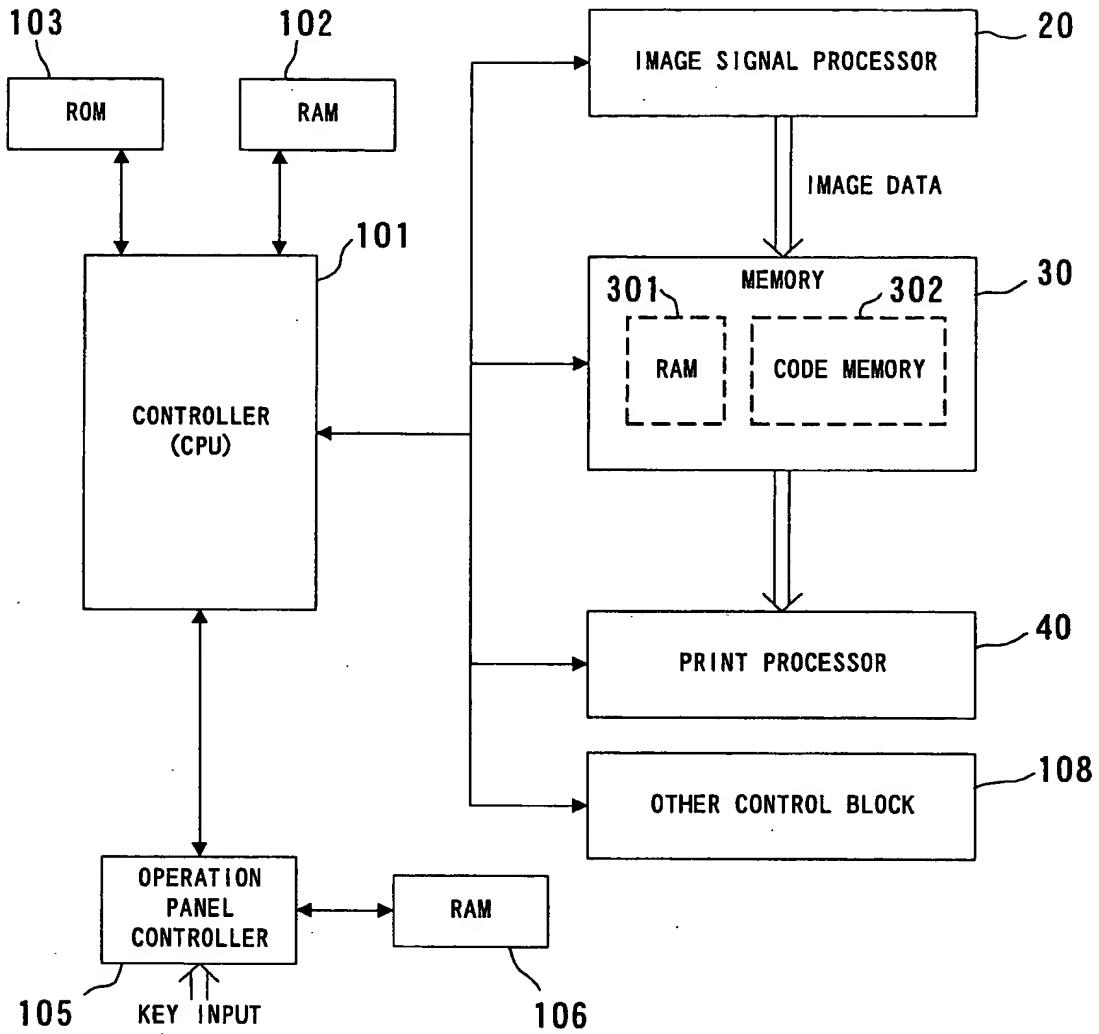 103
102
20
ROM
RAM
IMAGE SIGNAL PROCESSOR
IMAGE DATA
101
30
MEMORY
301
302
RAM
CODE MEMORY
CONTROLLER
(CPU)
40
PRINT PROCESSOR
108
OTHER CONTROL BLOCK
OPERATION
PANEL
CONTROLLER
RAM
105
KEY INPUT
106